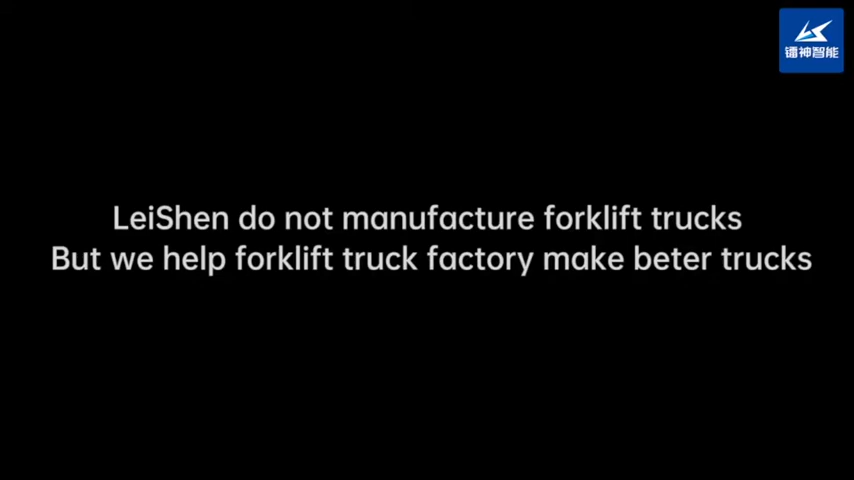 镭神智能
LeiShen do not manufacture forklift trucks
But we help forklift truck factory make beter trucks